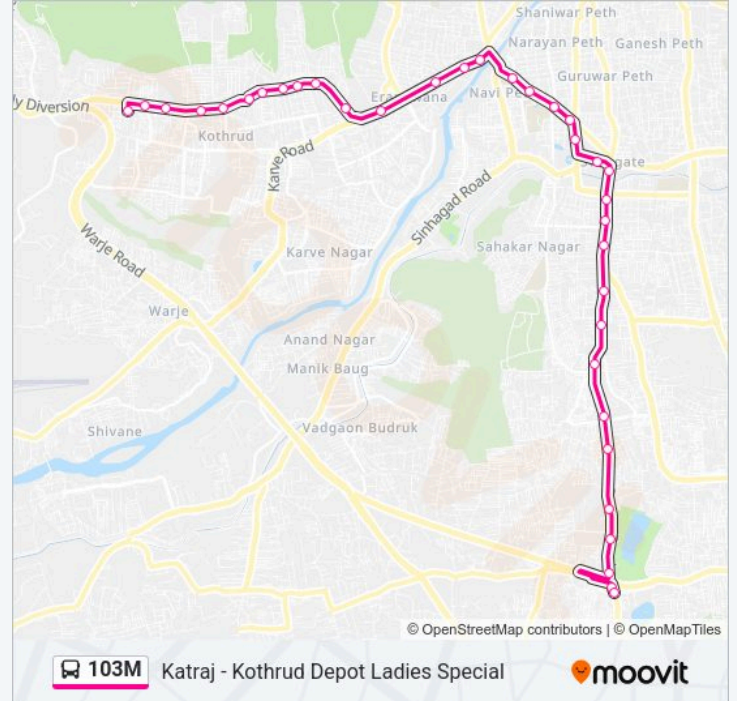 Shaniwar Peth
Narayan Peth
Ganesh Peth
Guruwar Peth
ly Diversion
Navi Pe
Kothrud
Karve Road
Sinhagad Road
Sahakar Nagar
Warje Road
Karve Nagar
Warje
Anand Nagar
Manik Baug
Shivane
Vadgaon Budruk
© OpenStreetMap contributors | © OpenMapTiles
103M Katraj - Kothrud Depot Ladies Special
moovit